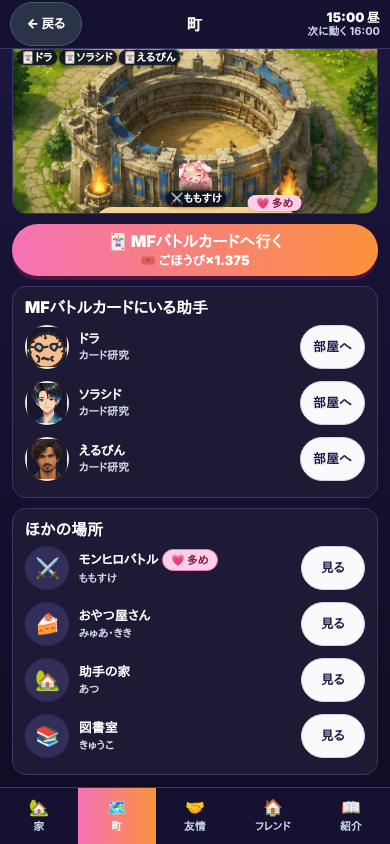 ← 戻る
町
15:00 昼
次に動く 16:00
ドラ
ソラシド
えるびん
ももすけ
多め
MFバトルカードへ行く
ごほうび×1.375
MFバトルカードにいる助手
ドラ
カード研究
部屋へ
ソラシド
カード研究
部屋へ
えるびん
カード研究
部屋へ
ほかの場所
モンヒロバトル 多め
ももすけ
見る
おやつ屋さん
みゅあ・きき
見る
助手の家
あつ
見る
図書室
きゅうこ
見る
家
町
友情
フレンド
紹介